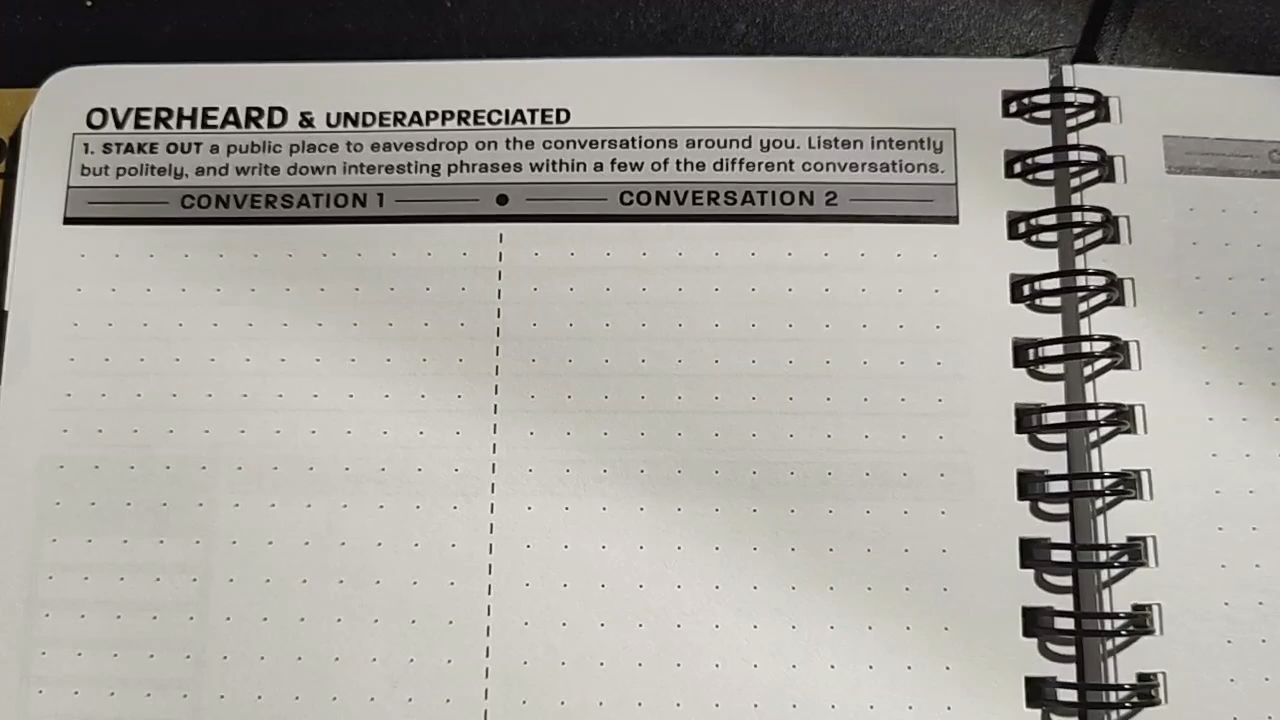 OVERHEARD & UNDERAPPRECIATED
1. STAKE OUT a public place to eavesdrop on the conversations around you. Listen intently
but politely, and write down interesting phrases within a few of the different conversations.
CONVERSATION 1 • CONVERSATION 2